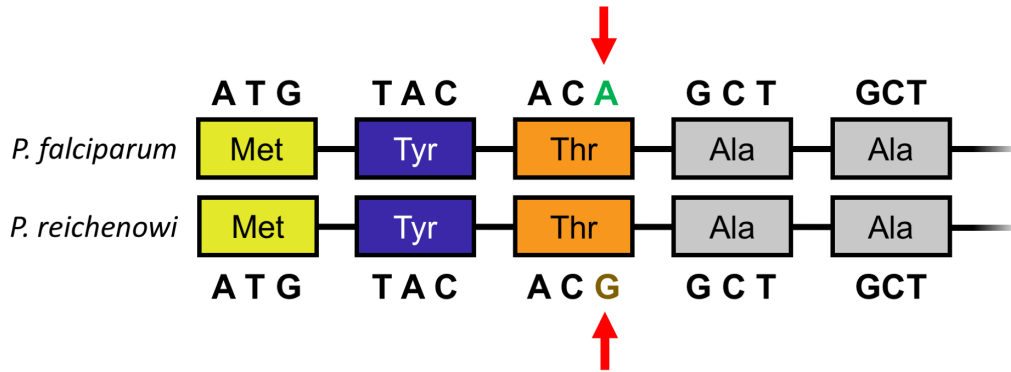 A T G T A C A C A G C T GCT
P. falciparum Met Tyr Thr Ala Ala
P. reichenowi Met Tyr Thr Ala Ala
A T G T A C A C G G C T GCT